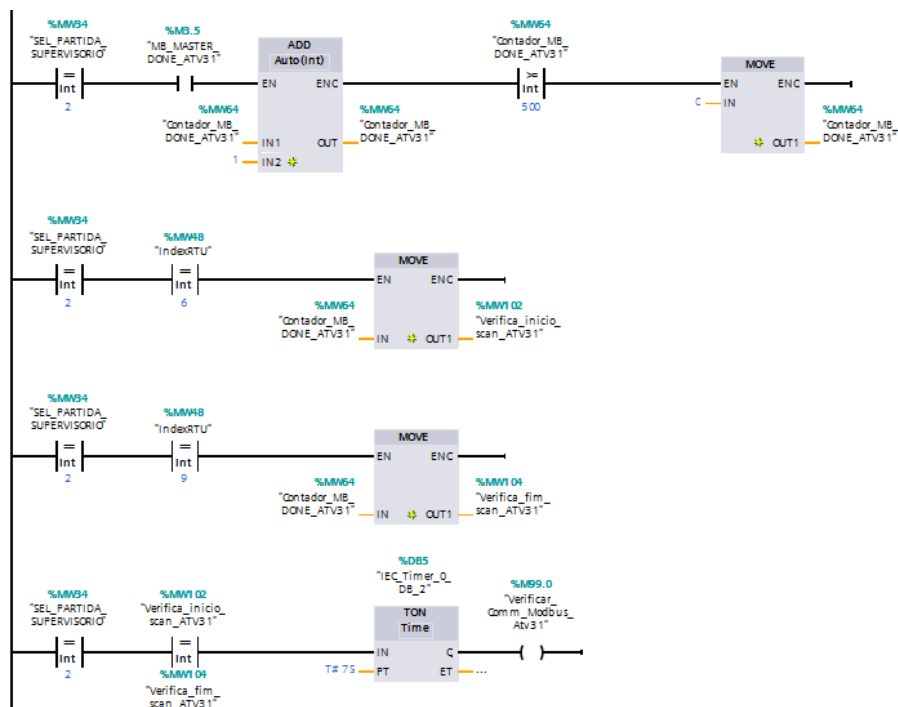 %MW34
"SEL_PARTIDA_
SUPERVISORIO"
==
Int
2
%M3.5
"MB_MASTER_
DONE_ATV31"
ADD
Auto (Int)
EN
ENO
%MW64
"Contador_MB_
DONE_ATV31"
IN1
1
IN2
OUT
%MW64
"Contador_MB_
DONE_ATV31"
%MW64
"Contador_MB_
DONE_ATV31"
>=
Int
500
MOVE
EN
ENO
0
IN
OUT1
%MW64
"Contador_MB_
DONE_ATV31"
%MW34
"SEL_PARTIDA_
SUPERVISORIO"
==
Int
2
%MW48
"IndexRTU"
==
Int
6
MOVE
EN
ENO
%MW64
"Contador_MB_
DONE_ATV31"
IN
OUT1
%MW102
"Verifica_inicio_
scan_ATV31"
%MW34
"SEL_PARTIDA_
SUPERVISORIO"
==
Int
2
%MW48
"IndexRTU"
==
Int
9
MOVE
EN
ENO
%MW64
"Contador_MB_
DONE_ATV31"
IN
OUT1
%MW104
"Verifica_fim_
scan_ATV31"
%MW34
"SEL_PARTIDA_
SUPERVISORIO"
==
Int
2
%MW102
"Verifica_inicio_
scan_ATV31"
==
Int
%MW104
"Verifica_fim_
scan_ATV31"
%DB5
"IEC_Timer_0_
DB_2"
TON
Time
IN
Q
T#7S
PT
ET
...
%M99.0
"Verificar_
Comm_Modbus_
Atv31"